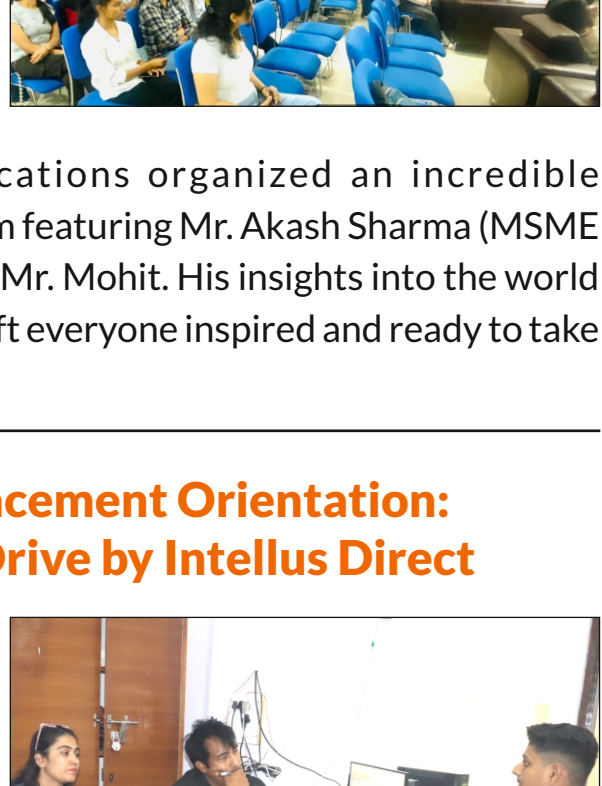 cations organized an incredible
m featuring Mr. Akash Sharma (MSME
Mr. Mohit. His insights into the world
ft everyone inspired and ready to take
acement Orientation:
Drive by Intellus Direct